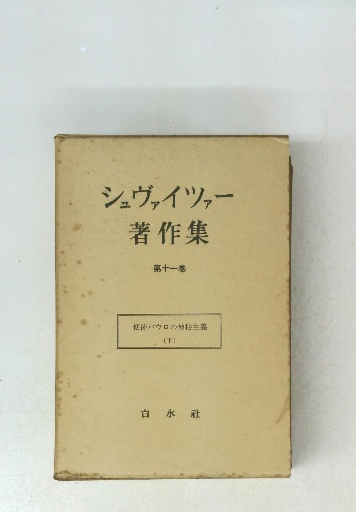 シュヴァイツァー
著作集
第十一巻
使徒パウロの神秘主義
(下)
白水社